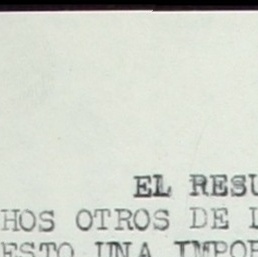 EL RESU
HOS OTROS DE L
ESTO UNA IMPOR